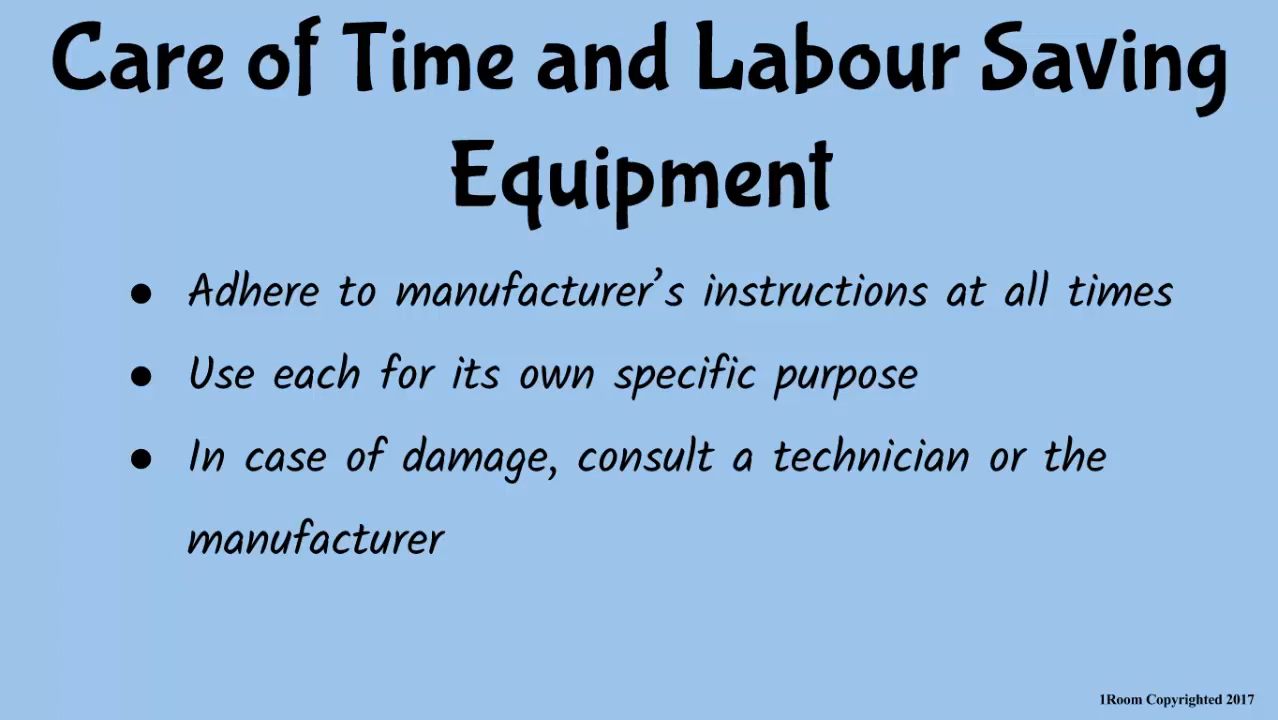 Care of Time and Labour Saving
Equipment
● Adhere to manufacturer’s instructions at all times
● Use each for its own specific purpose
● In case of damage, consult a technician or the
manufacturer
1Room Copyrighted 2017